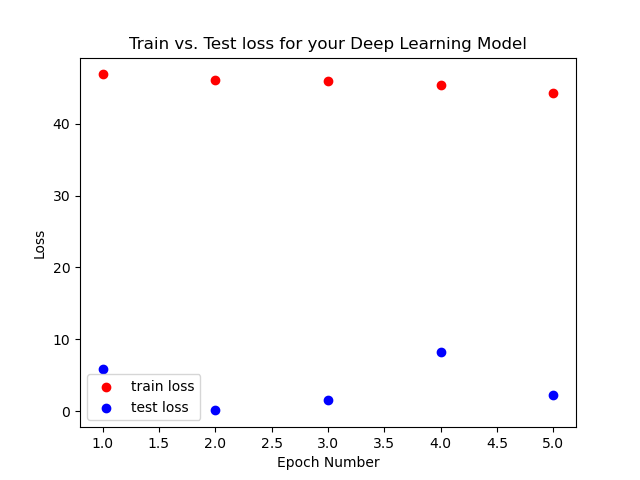 Train vs. Test loss for your Deep Learning Model
Loss
40
30
20
10
0
train loss
test loss
1.0 1.5 2.0 2.5 3.0 3.5 4.0 4.5 5.0
Epoch Number